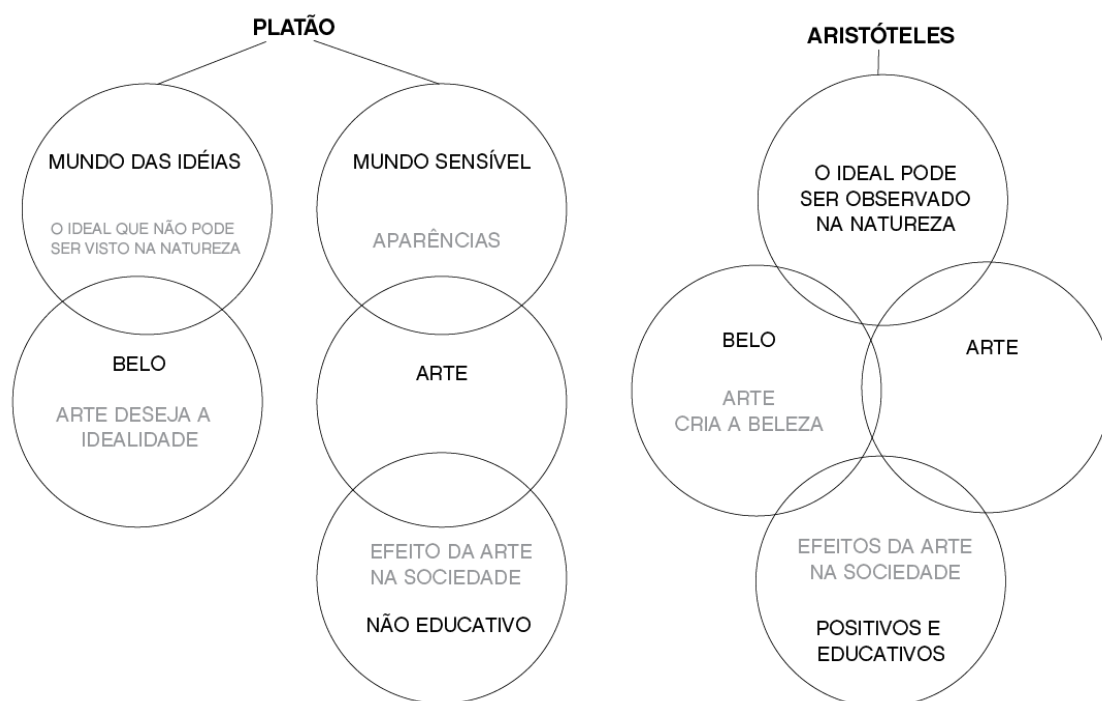 PLATÃO
MUNDO DAS IDÉIAS
O IDEAL QUE NÃO PODE
SER VISTO NA NATUREZA
BELO
ARTE DESEJA A
IDEALIDADE
MUNDO SENSÍVEL
APARÊNCIAS
ARTE
EFEITO DA ARTE
NA SOCIEDADE
NÃO EDUCATIVO
ARISTÓTELES
O IDEAL PODE
SER OBSERVADO
NA NATUREZA
BELO
ARTE
CRIA A BELEZA
ARTE
EFEITOS DA ARTE
NA SOCIEDADE
POSITIVOS E
EDUCATIVOS